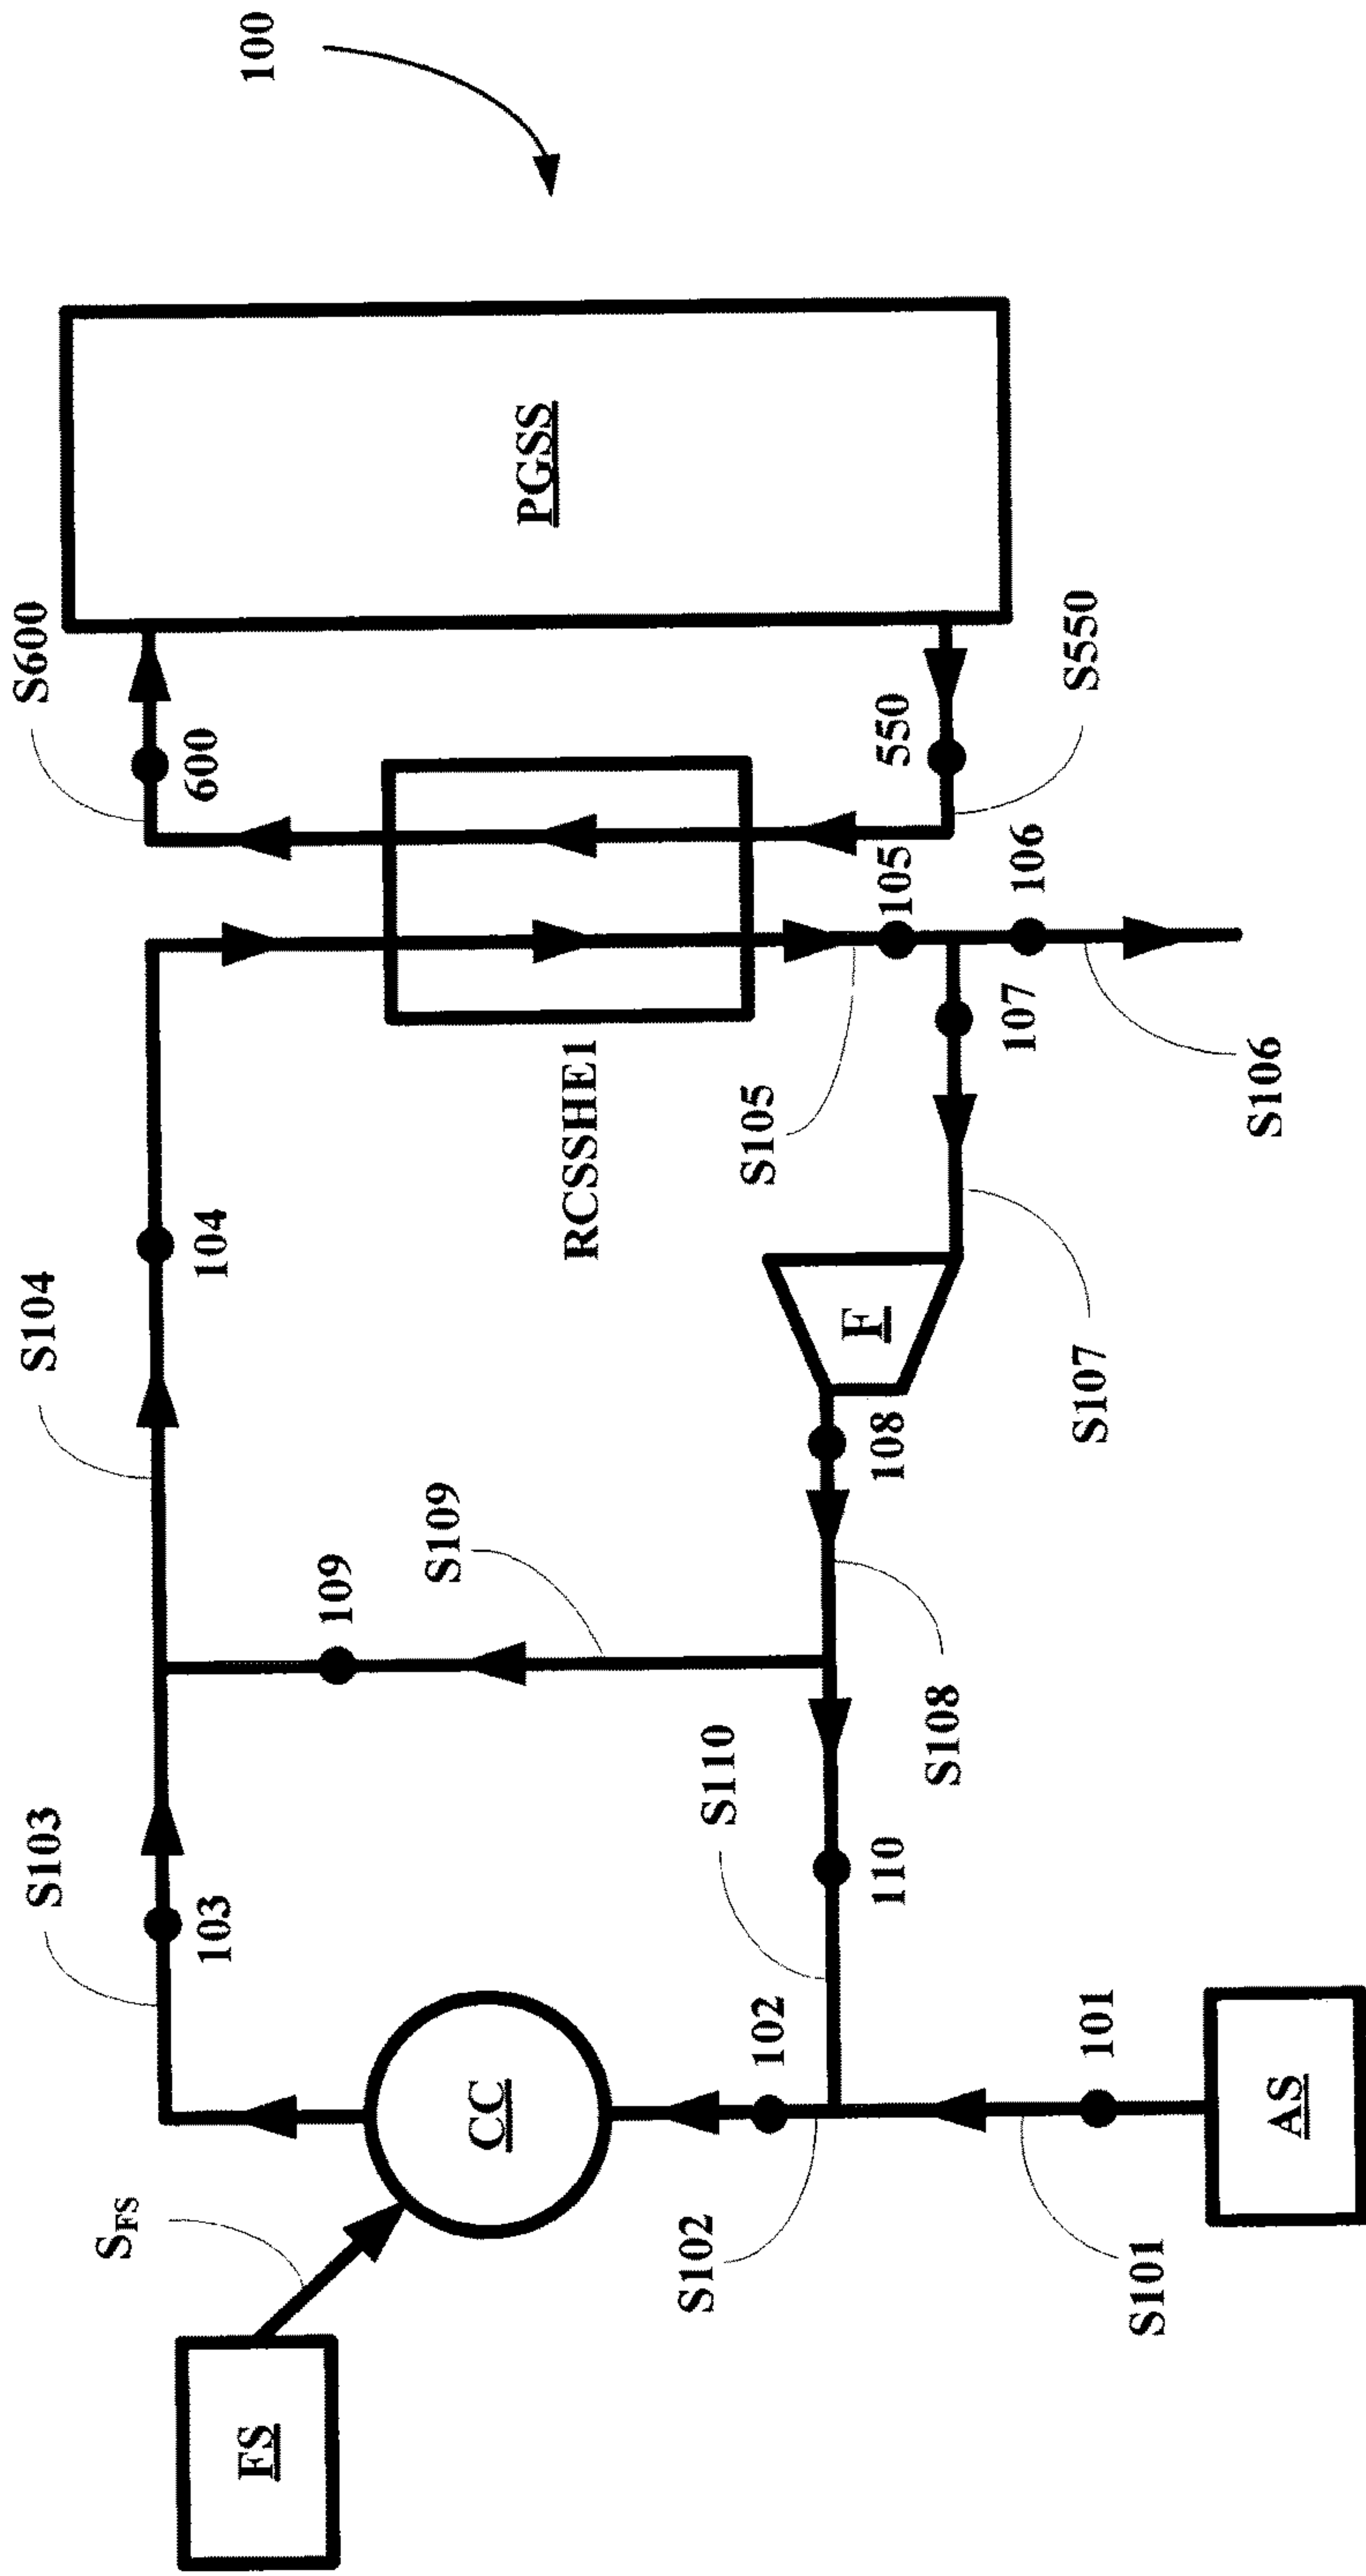 100
S600
600
PGSS
S104
104
RCSSHE1
550
S550
105
106
S105
107
S106
F
S107
108
S103
103
109
S109
S108
S110
110
SFS
FS
CC
102
S102
101
S101
AS